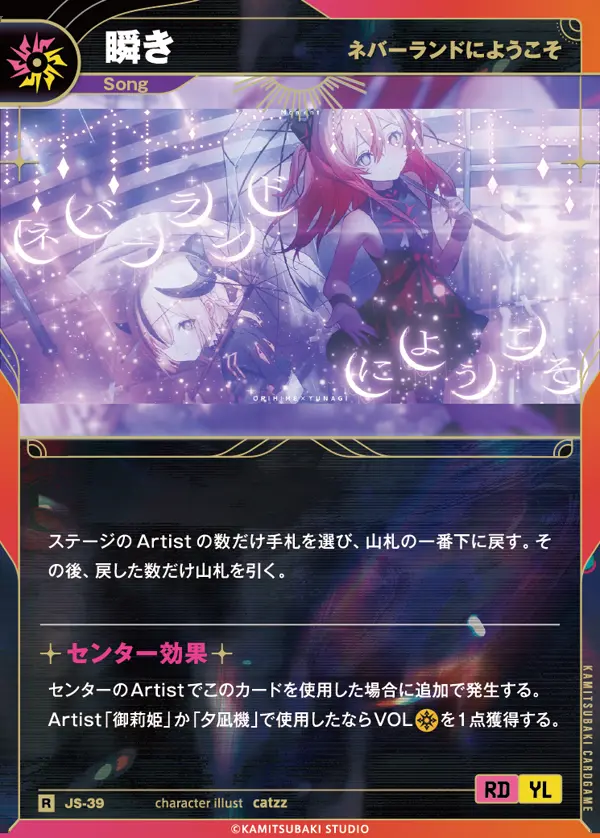 瞬き
ネバーランドにようこそ
Song
ネバーランド
にようこそ
ORIHIME×YUNAGI
ステージのArtistの数だけ手札を選び、山札の一番下に戻す。そ
の後、戻した数だけ山札を引く。
センター効果
センターのArtistでこのカードを使用した場合に追加で発生する。
Artist「御莉姫」か「夕凪機」で使用したならVOLを1点獲得する。
KAMITSUBAKI CARDGAME
RD YL
R JS-39 character illust catzz
©KAMITSUBAKI STUDIO